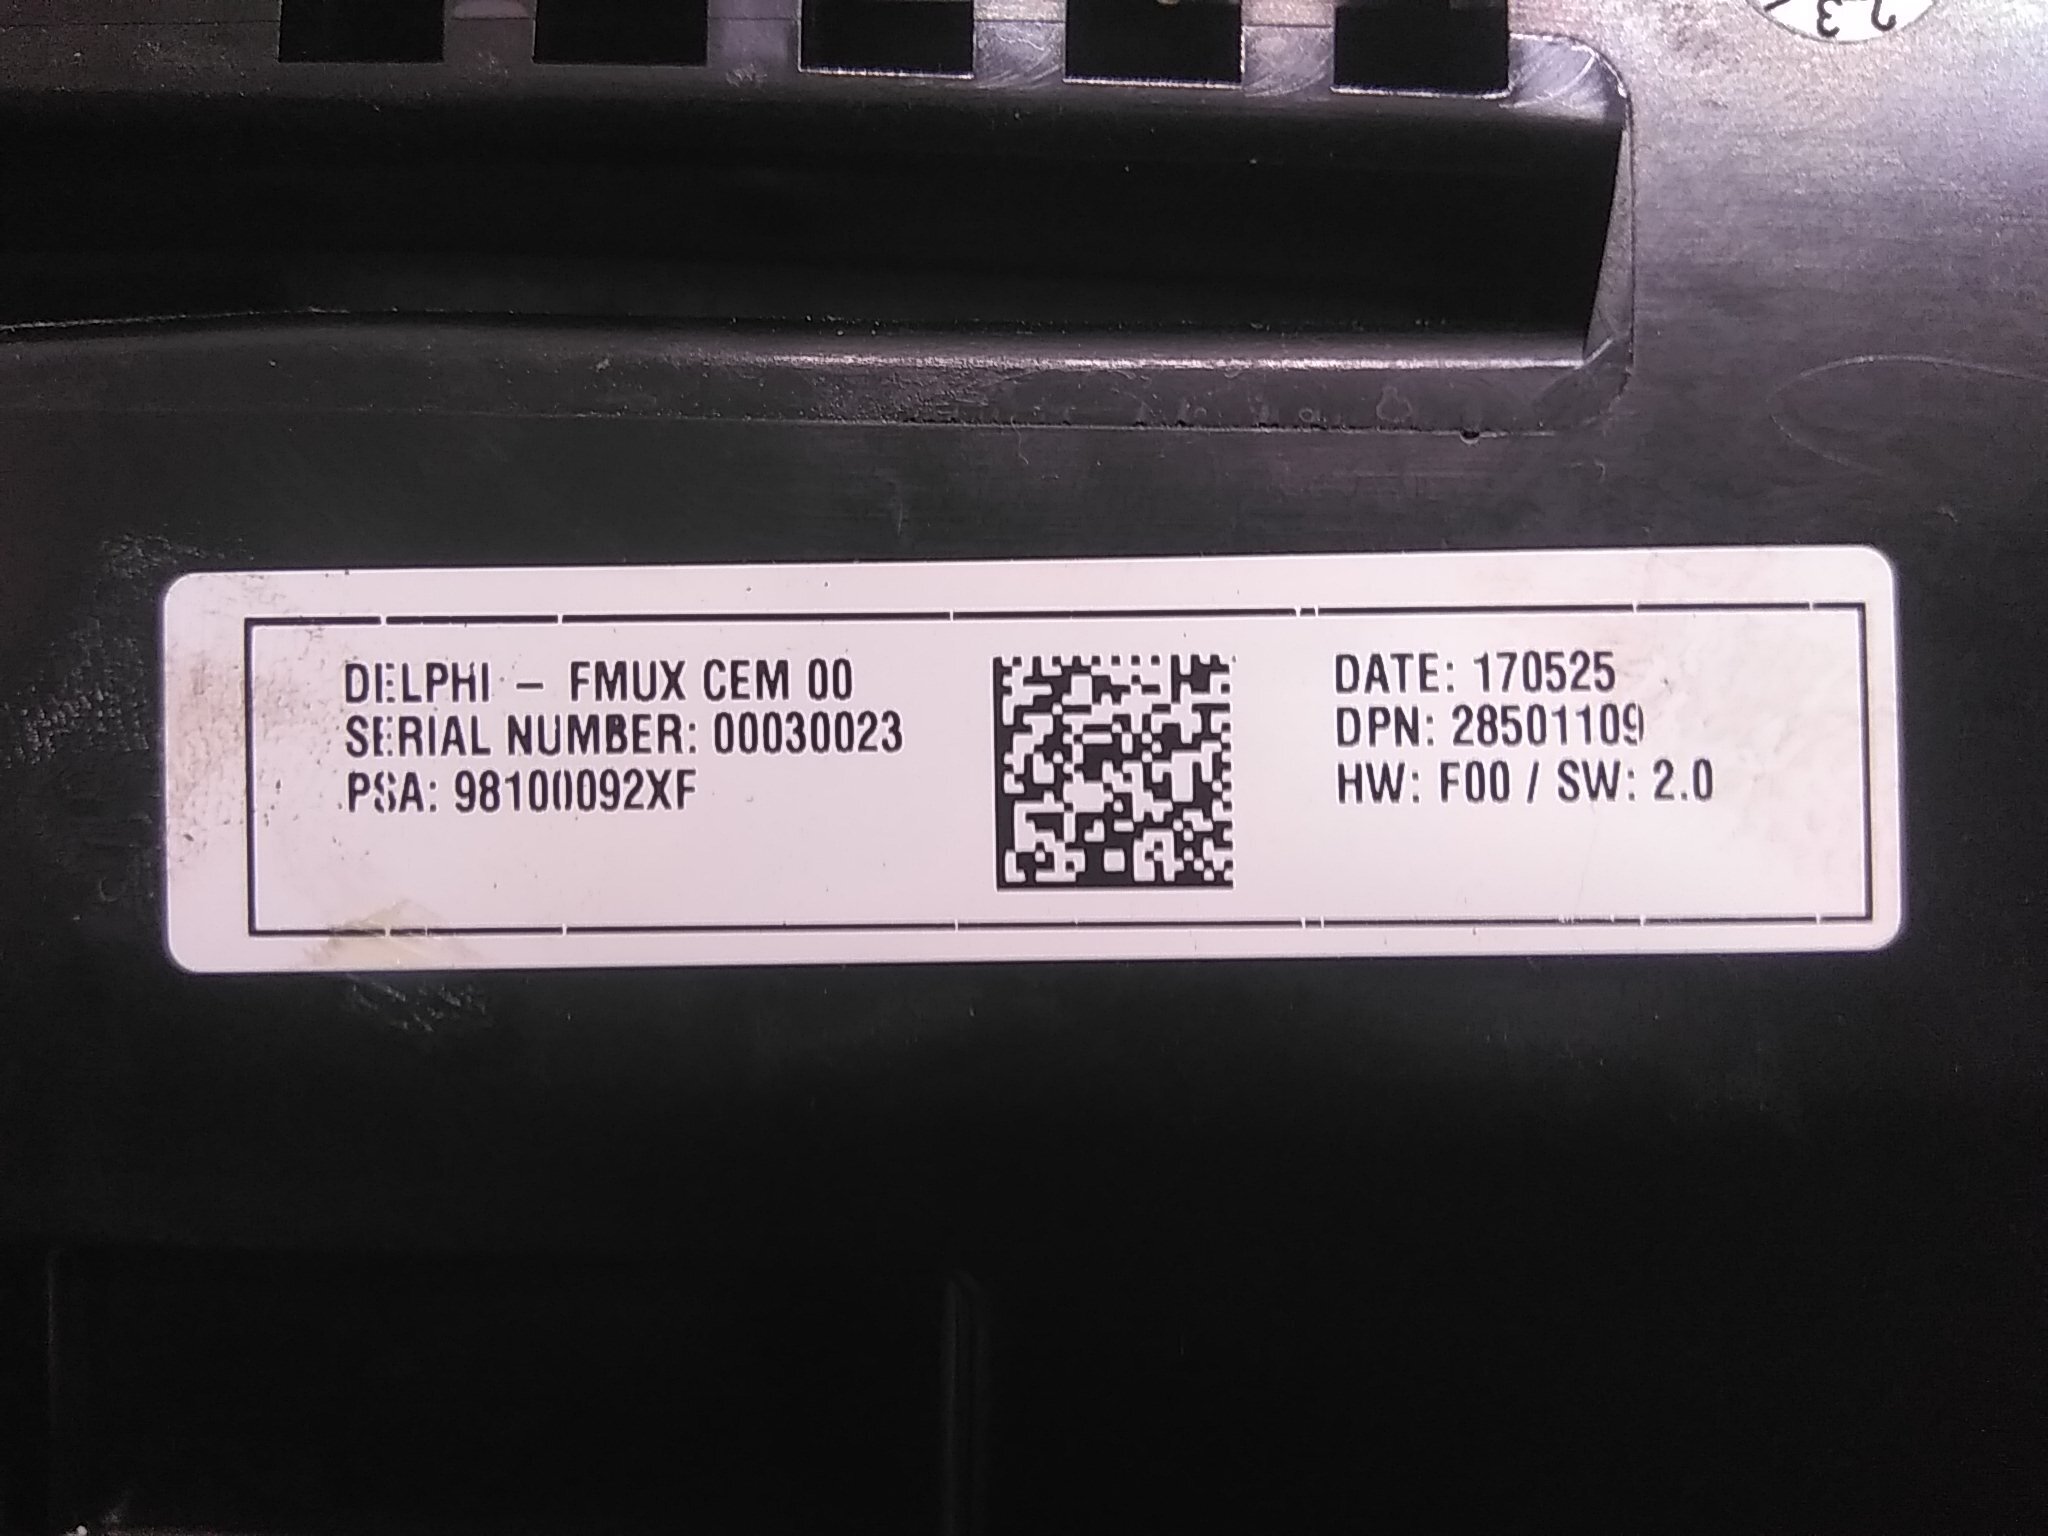 DELPHI - FMUX CEM 00
SERIAL NUMBER: 00030023
PSA: 98100092XF
DATE: 170525
DPN: 28501109
HW: F00 / SW: 2.0